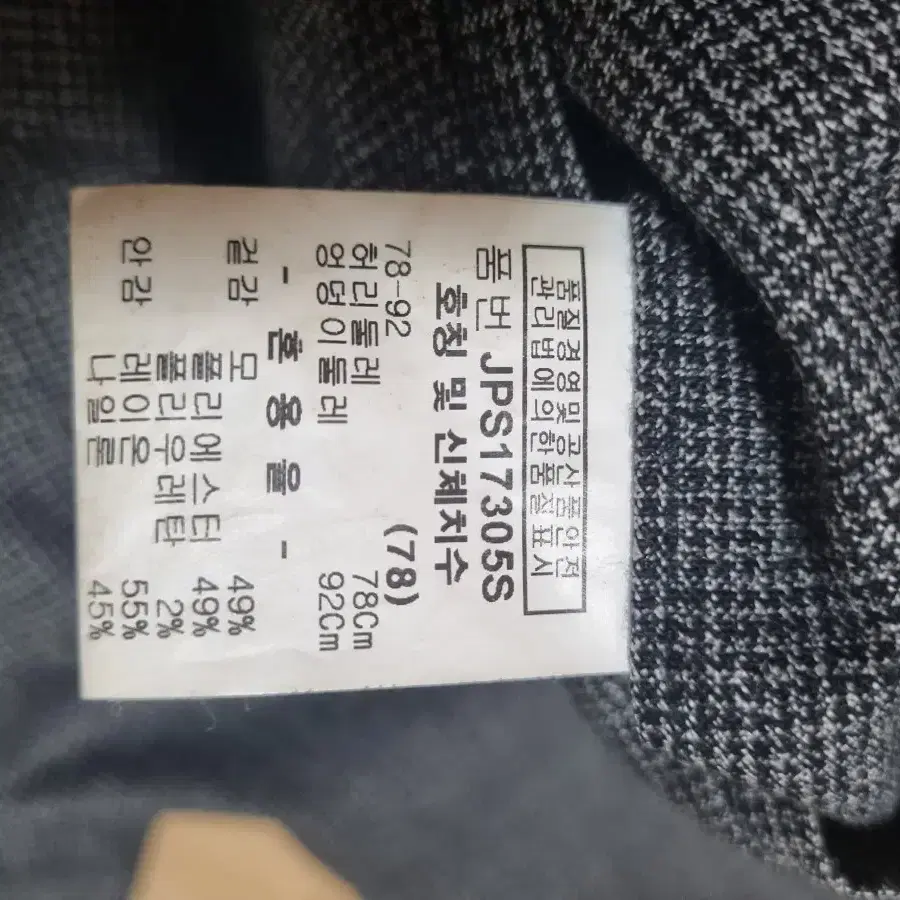 품질경영및공산품안전
관리법에의한품질표시
품번 JPS17305S
호칭 및 신체치수
(78)
78-92
허리둘레 78Cm
엉덩이둘레 92Cm
- 혼 용 율 -
겉감 모 49%
폴리에스터 49%
폴리우레탄 2%
안감 레이온 55%
나일론 45%